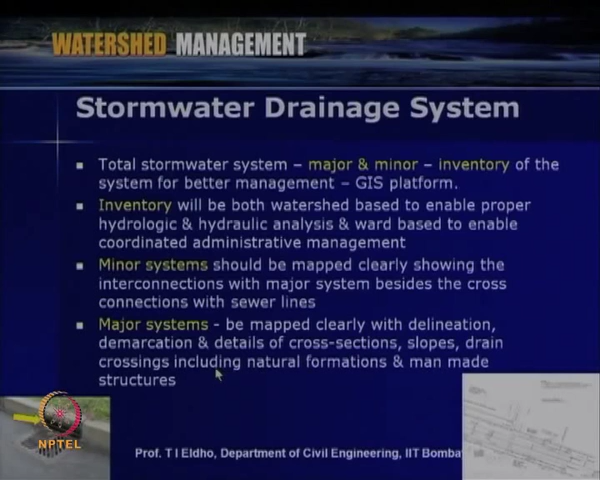 WATERSHED MANAGEMENT
Stormwater Drainage System
Total stormwater system – major & minor – inventory of the
system for better management – GIS platform.
Inventory will be both watershed based to enable proper
hydrologic & hydraulic analysis & ward based to enable
coordinated administrative management
Minor systems should be mapped clearly showing the
interconnections with major system besides the cross
connections with sewer lines
Major systems - be mapped clearly with delineation,
demarcation & details of cross-sections, slopes, drain
crossings including natural formations & man made
structures
NPTEL
Prof. T I Eldho, Department of Civil Engineering, IIT Bomba